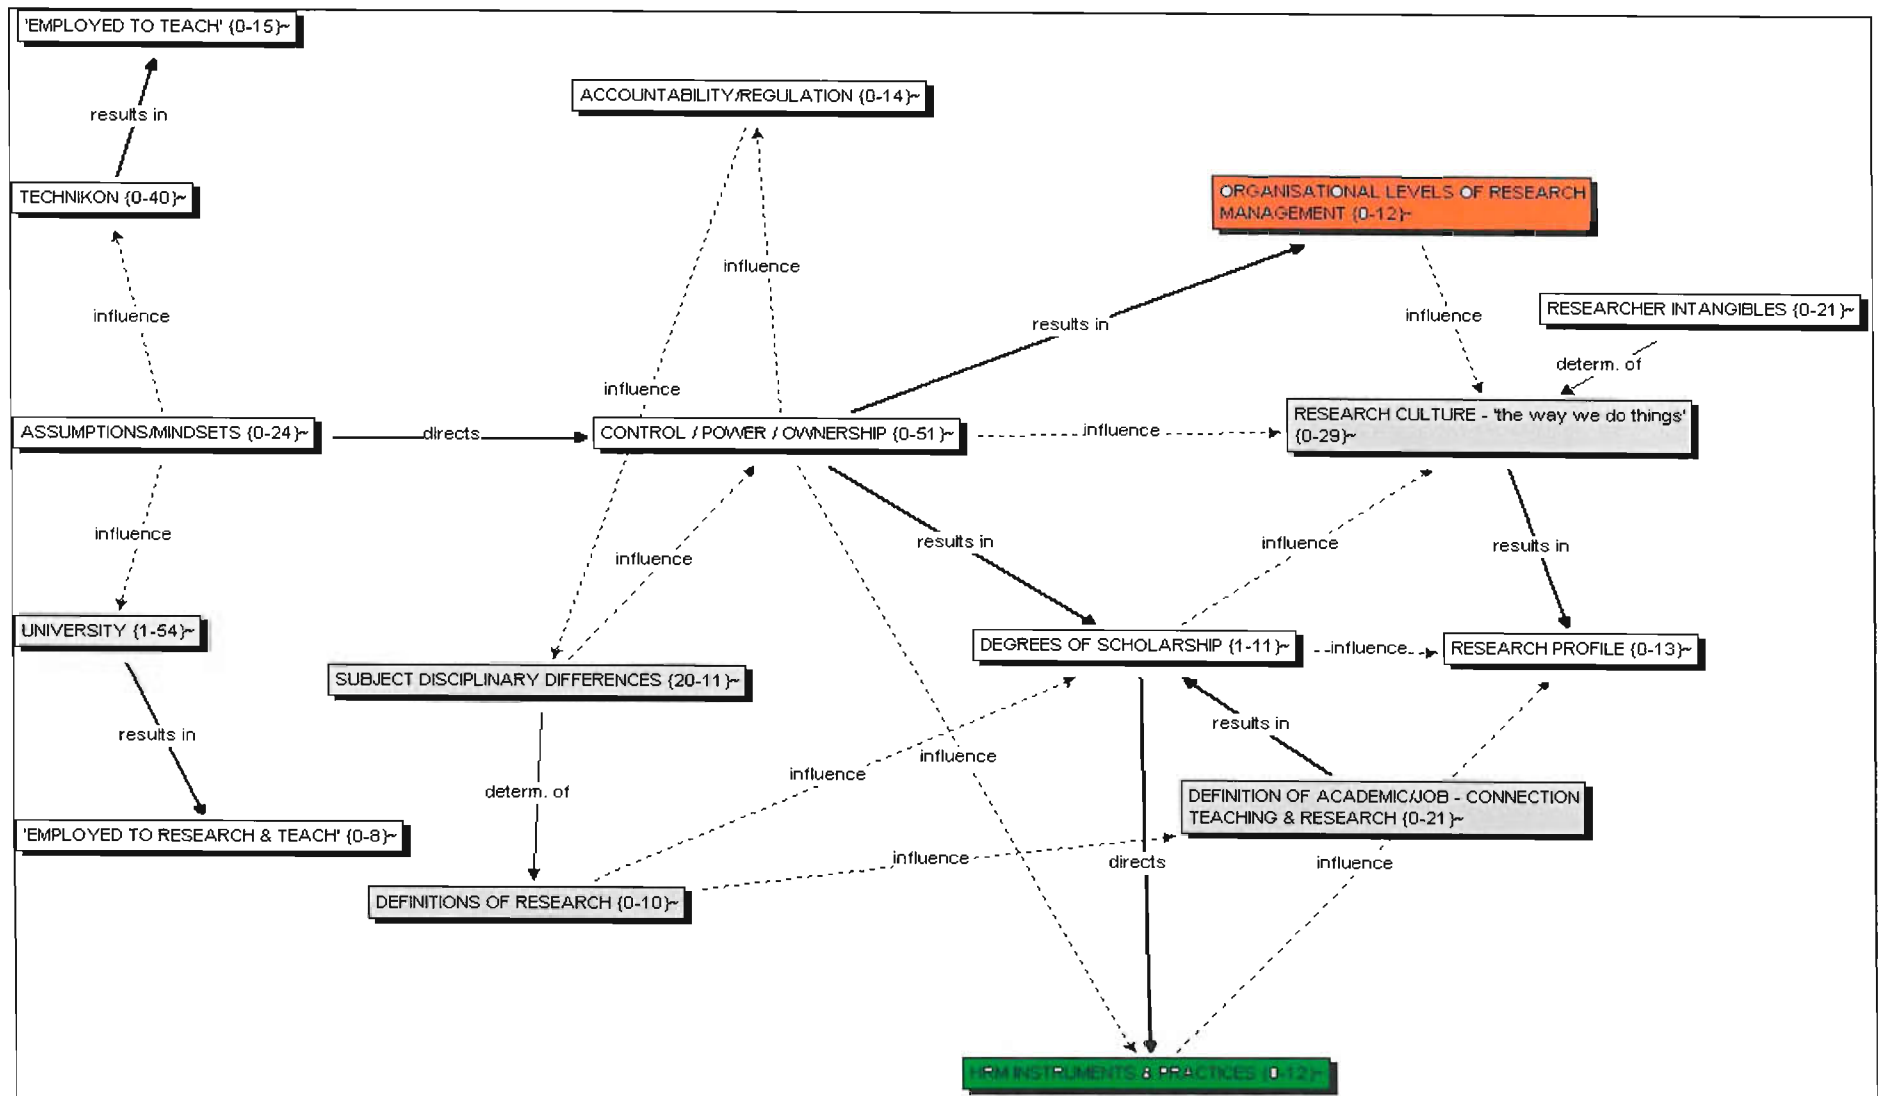 'EMPLOYED TO TEACH' {0-15}~
ACCOUNTABILITY/REGULATION {0-14}~
results in
TECHNIKON {0-40}~
ORGANISATIONAL LEVELS OF RESEARCH
MANAGEMENT {0-12}~
influence
RESEARCHER INTANGIBLES {0-21}~
influence
influence
results in
determ. of
influence
RESEARCH CULTURE - 'the way we do things'
{0-29}~
ASSUMPTIONS/MINDSETS {0-24}~
directs
CONTROL / POWER / OWNERSHIP {0-51}~
influence
influence
influence
results in
influence
results in
UNIVERSITY {1-54}~
DEGREES OF SCHOLARSHIP {1-11}~
influence
RESEARCH PROFILE {0-13}~
SUBJECT DISCIPLINARY DIFFERENCES {20-11}~
results in
results in
influence
influence
determ. of
DEFINITION OF ACADEMIC/JOB - CONNECTION
TEACHING & RESEARCH {0-21}~
'EMPLOYED TO RESEARCH & TEACH' {0-8}~
influence
directs
influence
DEFINITIONS OF RESEARCH {0-10}~
HRM INSTRUMENTS & PRACTICES {0-12}~